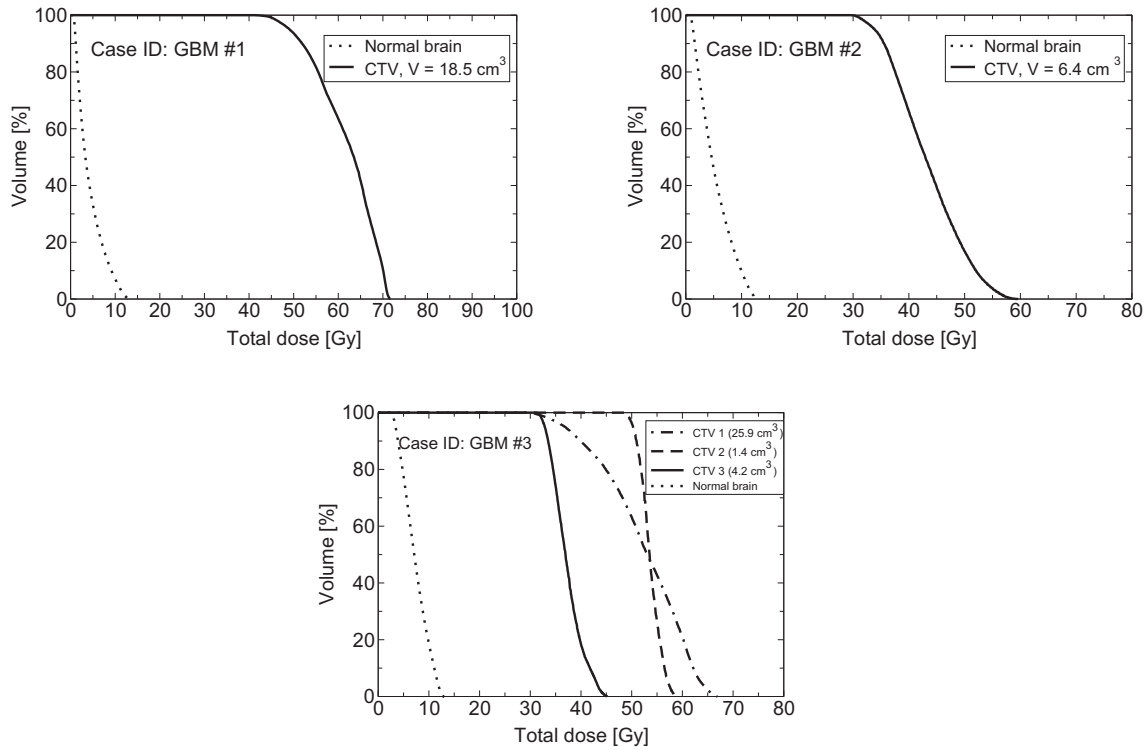 Case ID: GBM #1
Normal brain
CTV, V = 18.5 cm³
Volume [%]
100
80
60
40
20
0
0 10 20 30 40 50 60 70 80 90 100
Total dose [Gy]
Case ID: GBM #2
Normal brain
CTV, V = 6.4 cm³
Volume [%]
100
80
60
40
20
0
0 10 20 30 40 50 60 70 80
Total dose [Gy]
Case ID: GBM #3
CTV 1 (25.9 cm³)
CTV 2 (1.4 cm³)
CTV 3 (4.2 cm³)
Normal brain
Volume [%]
100
80
60
40
20
0
0 10 20 30 40 50 60 70 80
Total dose [Gy]